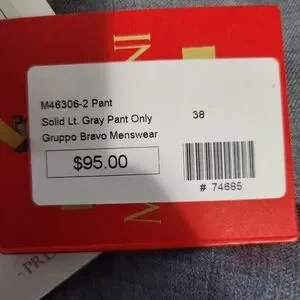 M46306-2 Pant
Solid Lt. Gray Pant Only
38
Gruppo Bravo Menswear
$95.00
# 74685